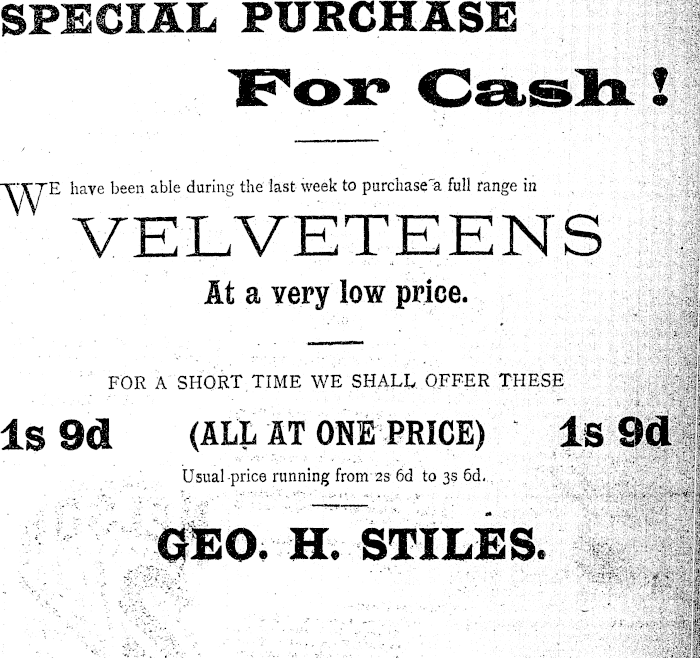 SPECIAL PURCHASE
For Cash!
WE have been able during the last week to purchase a full range in
VELVETEENS
At a very low price.
FOR A SHORT TIME WE SHALL OFFER THESE
1s 9d (ALL AT ONE PRICE) 1s 9d
Usual price running from 2s 6d to 3s 6d.
GEO. H. STILES.